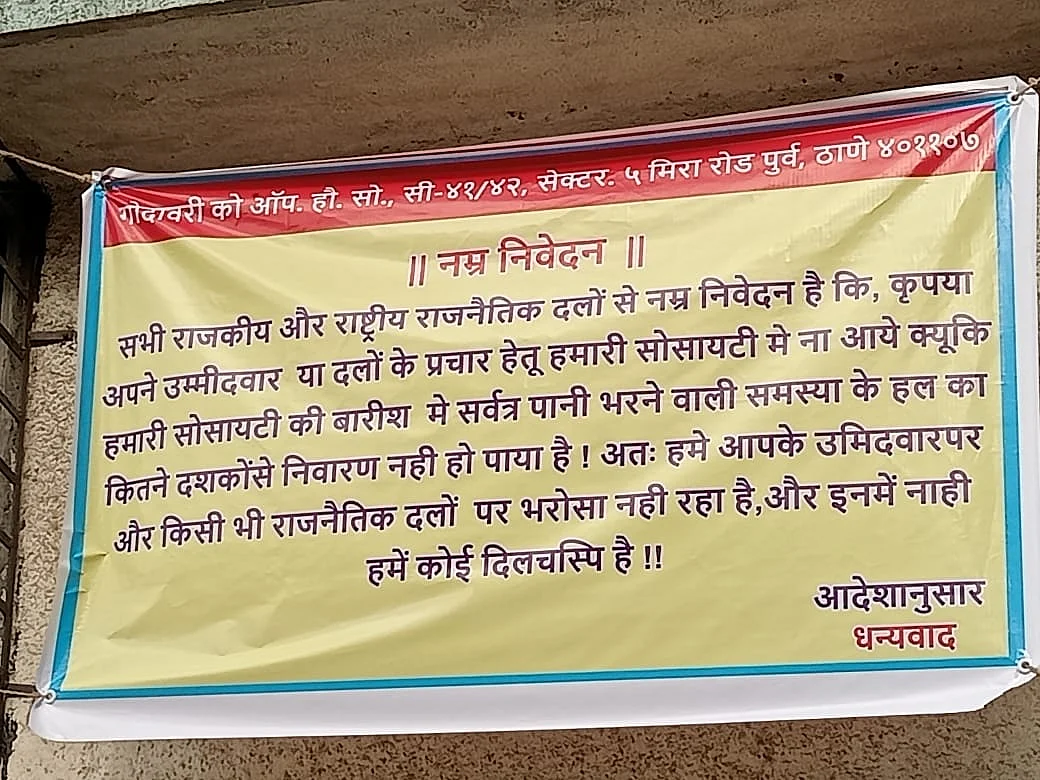 गोदावरी को ऑप. हौ. सो., सी-४१/४२, सेक्टर. ५ मिरा रोड पुर्व, ठाणे ४०११०७
|| नम्र निवेदन ||
सभी राजकीय और राष्ट्रीय राजनैतिक दलों से नम्र निवेदन है कि, कृपया
अपने उम्मीदवार या दलों के प्रचार हेतू हमारी सोसायटी मे ना आये क्यूकि
हमारी सोसायटी की बारीश मे सर्वत्र पानी भरने वाली समस्या के हल का
कितने दशकोंसे निवारण नही हो पाया है ! अतः हमे आपके उमिदवारपर
और किसी भी राजनैतिक दलों पर भरोसा नही रहा है,और इनमें नाही
हमें कोई दिलचस्पि है !!
आदेशानुसार
धन्यवाद